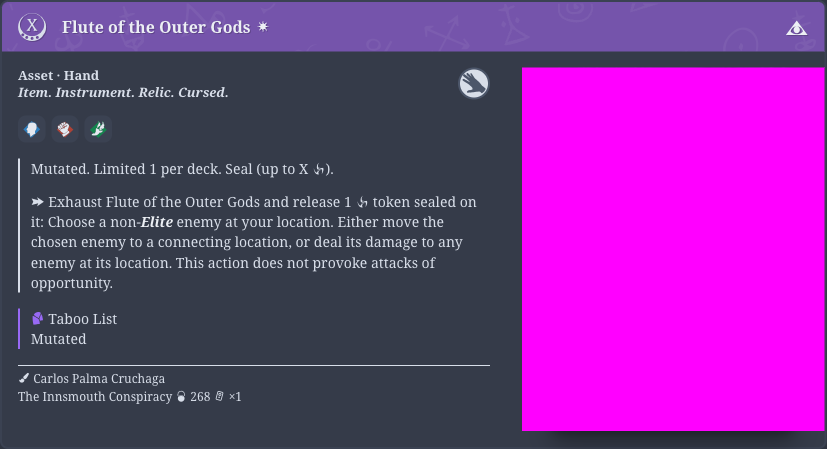 X Flute of the Outer Gods
Asset · Hand
Item. Instrument. Relic. Cursed.
Mutated. Limited 1 per deck. Seal (up to X ).
Exhaust Flute of the Outer Gods and release 1 token sealed on
it: Choose a non-Elite enemy at your location. Either move the
chosen enemy to a connecting location, or deal its damage to any
enemy at its location. This action does not provoke attacks of
opportunity.
Taboo List
Mutated
Carlos Palma Cruchaga
The Innsmouth Conspiracy 268 ×1